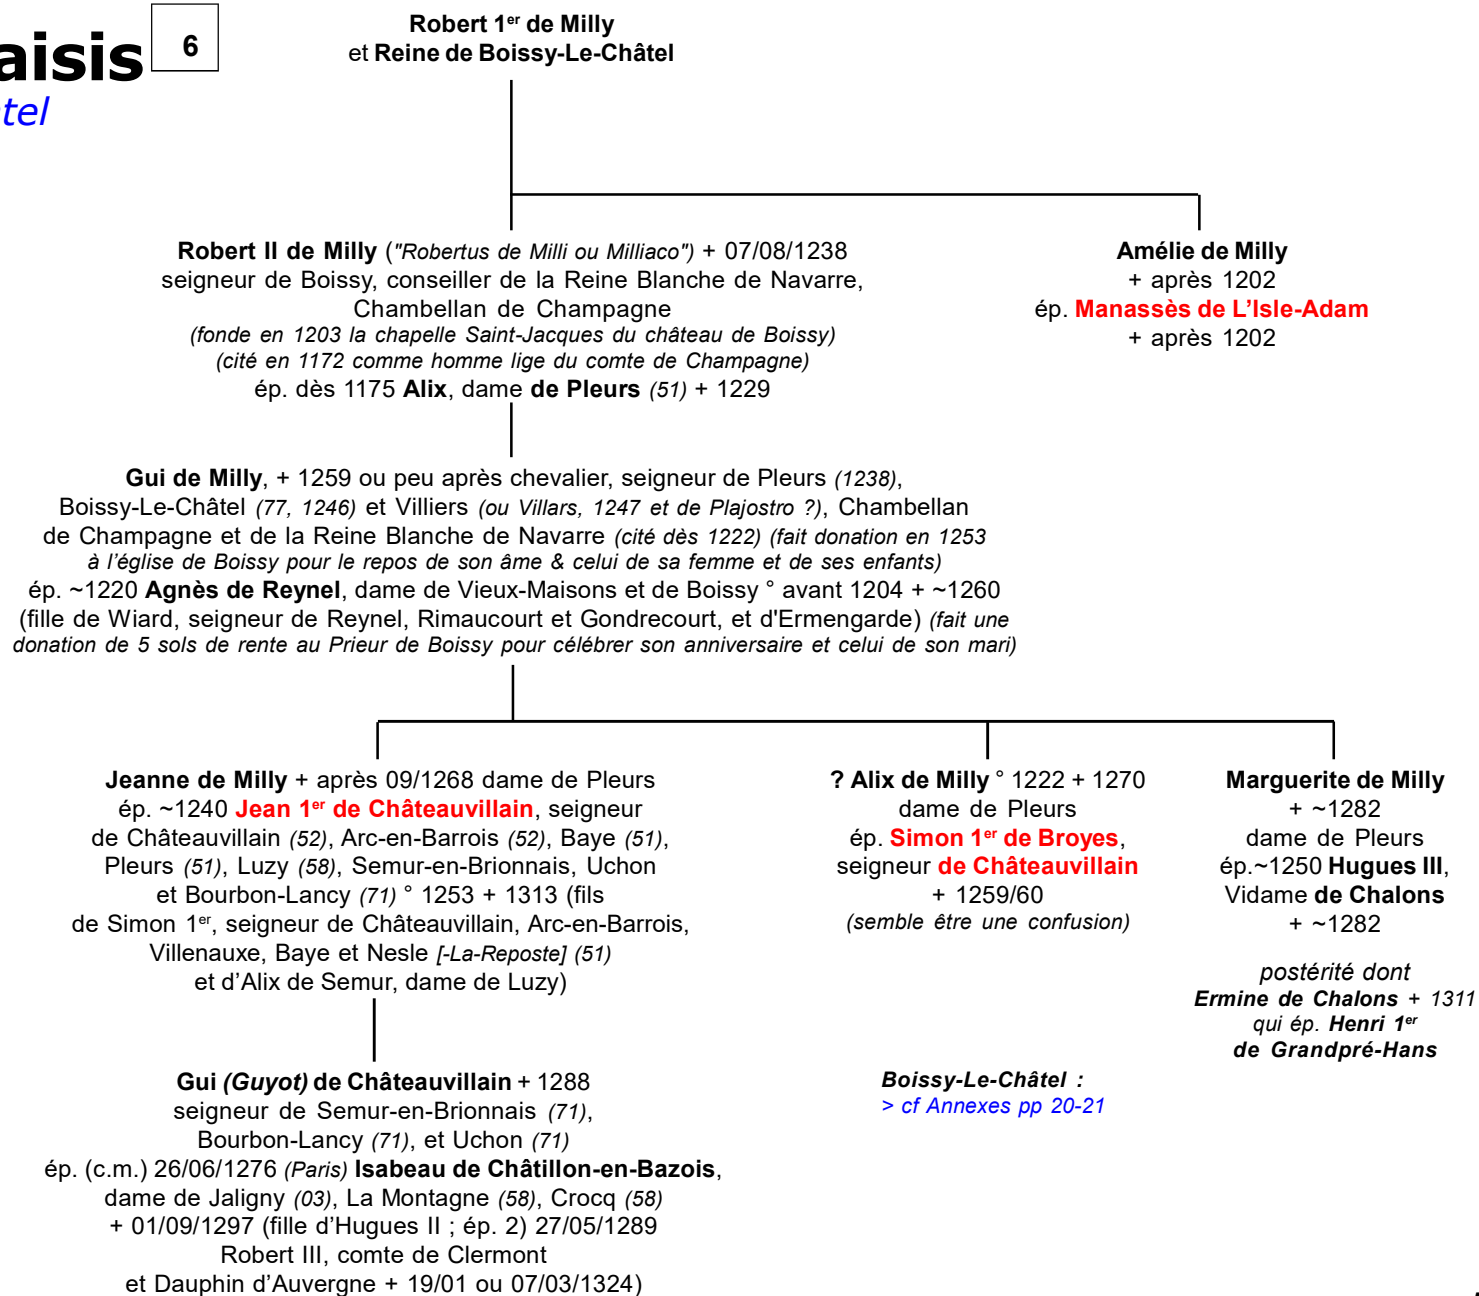 aisis
6
tel
Robert 1er de Milly
et Reine de Boissy-Le-Châtel
Robert II de Milly ("Robertus de Milli ou Milliaco") + 07/08/1238
seigneur de Boissy, conseiller de la Reine Blanche de Navarre,
Chambellan de Champagne
(fonde en 1203 la chapelle Saint-Jacques du château de Boissy)
(cité en 1172 comme homme lige du comte de Champagne)
ép. dès 1175 Alix, dame de Pleurs (51) + 1229
Amélie de Milly
+ après 1202
ép. Manassès de L'Isle-Adam
+ après 1202
Gui de Milly, + 1259 ou peu après chevalier, seigneur de Pleurs (1238),
Boissy-Le-Châtel (77, 1246) et Villiers (ou Villars, 1247 et de Plajostro ?), Chambellan
de Champagne et de la Reine Blanche de Navarre (cité dès 1222) (fait donation en 1253
à l'église de Boissy pour le repos de son âme & celui de sa femme et de ses enfants)
ép. ~1220 Agnès de Reynel, dame de Vieux-Maisons et de Boissy ° avant 1204 + ~1260
(fille de Wiard, seigneur de Reynel, Rimaucourt et Gondrecourt, et d'Ermengarde) (fait une
donation de 5 sols de rente au Prieur de Boissy pour célébrer son anniversaire et celui de son mari)
Jeanne de Milly + après 09/1268 dame de Pleurs
ép. ~1240 Jean 1er de Châteauvillain, seigneur
de Châteauvillain (52), Arc-en-Barrois (52), Baye (51),
Pleurs (51), Luzy (58), Semur-en-Brionnais, Uchon
et Bourbon-Lancy (71) ° 1253 + 1313 (fils
de Simon 1er, seigneur de Châteauvillain, Arc-en-Barrois,
Villenauxe, Baye et Nesle [-La-Reposte] (51)
et d'Alix de Semur, dame de Luzy)
? Alix de Milly ° 1222 + 1270
dame de Pleurs
ép. Simon 1er de Broyes,
seigneur de Châteauvillain
+ 1259/60
(semble être une confusion)
Marguerite de Milly
+ ~1282
dame de Pleurs
ép.~1250 Hugues III,
Vidame de Chalons
+ ~1282
postérité dont
Ermine de Chalons + 1311
qui ép. Henri 1er
de Grandpré-Hans
Gui (Guyot) de Châteauvillain + 1288
seigneur de Semur-en-Brionnais (71),
Bourbon-Lancy (71), et Uchon (71)
ép. (c.m.) 26/06/1276 (Paris) Isabeau de Châtillon-en-Bazois,
dame de Jaligny (03), La Montagne (58), Crocq (58)
+ 01/09/1297 (fille d'Hugues II ; ép. 2) 27/05/1289
Robert III, comte de Clermont
et Dauphin d'Auvergne + 19/01 ou 07/03/1324)
Boissy-Le-Châtel :
> cf Annexes pp 20-21